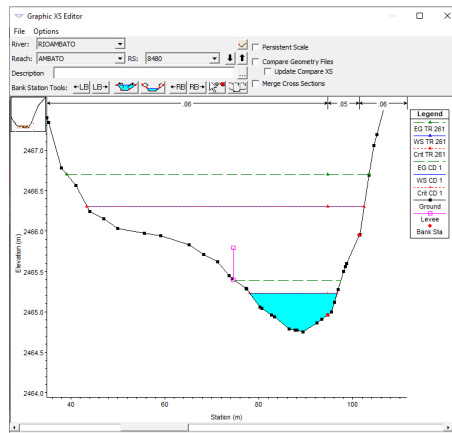 Graphic XS Editor
File Options
River: RIOAMBATO
Persistent Scale
Reach: AMBATO RS: 8480
Compare Geometry Files
Update Compare XS
Description ...
Merge Cross Sections
Bank Station Tools: ←LB LB→ ←RB RB→
.06 .05 .06
Legend
EG TR 261
WS TR 261
Crit TR 261
EG CD 1
WS CD 1
Crit CD 1
Ground
Levee
Bank Sta
Elevation (m)
2467.0
2466.5
2466.0
2465.5
2465.0
2464.5
2464.0
40 60 80 100
Station (m)